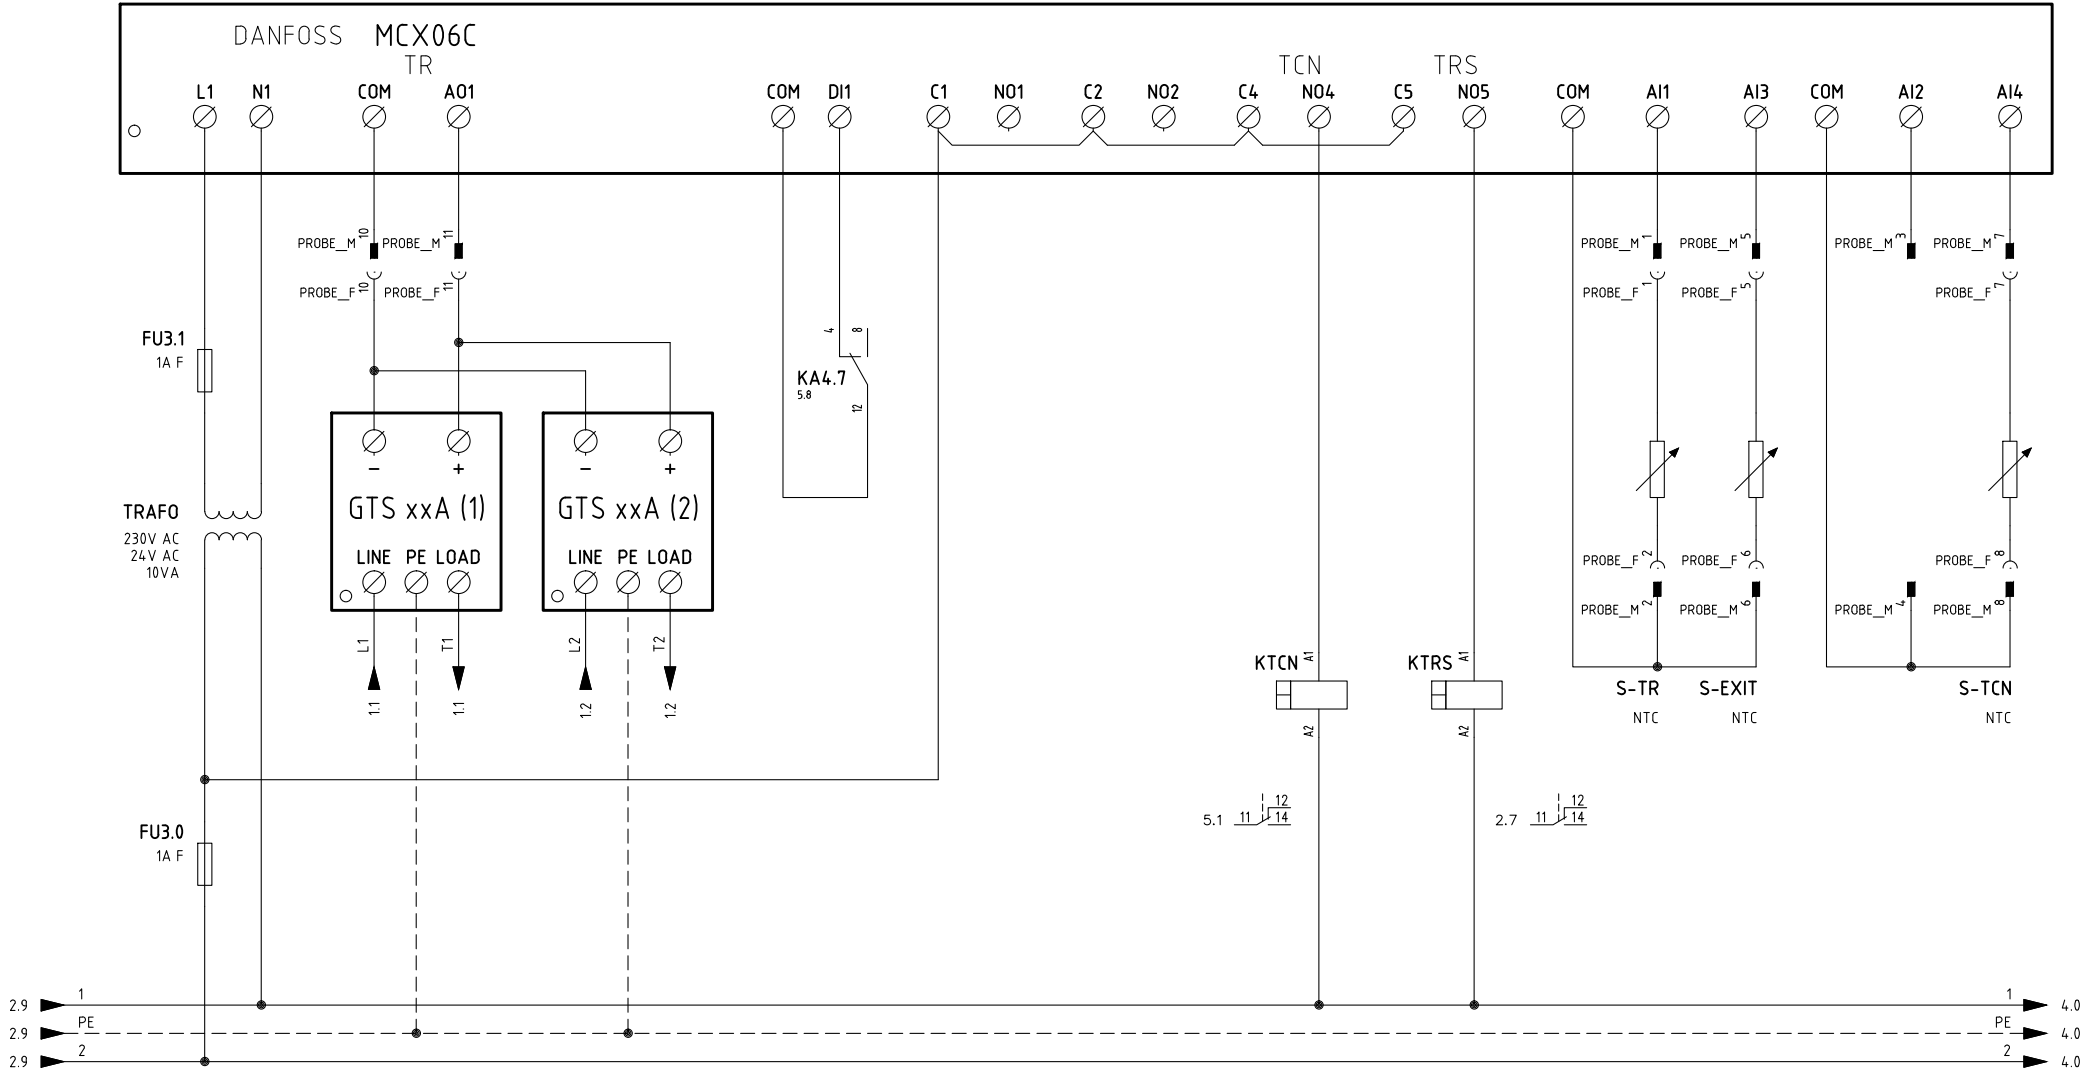 DANFOSS MCX06C
TR TCN TRS
L1 N1 COM AO1 COM DI1 C1 NO1 C2 NO2 C4 NO4 C5 NO5 COM AI1 AI3 COM AI2 AI4
PROBE_M 10 PROBE_M 11 PROBE_M 1 PROBE_M 5 PROBE_M 3 PROBE_M 7
PROBE_F 10 PROBE_F 11 PROBE_F 1 PROBE_F 5 PROBE_F 7
FU3.1
1A F
4 8
KA4.7
5.8
12
- + - +
GTS xxA (1) GTS xxA (2)
TRAFO
230V AC
24V AC
10VA
LINE PE LOAD LINE PE LOAD
PROBE_F 2 PROBE_F 6 PROBE_F 8
PROBE_M 2 PROBE_M 6 PROBE_M 4 PROBE_M 8
L1 T1 L2 T2
1.1 1.1 1.2 1.2
KTCN A1 KTRS A1
A2 A2
S-TR S-EXIT S-TCN
NTC NTC NTC
5.1 11 12 14
2.7 11 12 14
FU3.0
1A F
2.9 1 1 4.0
2.9 PE PE 4.0
2.9 2 2 4.0